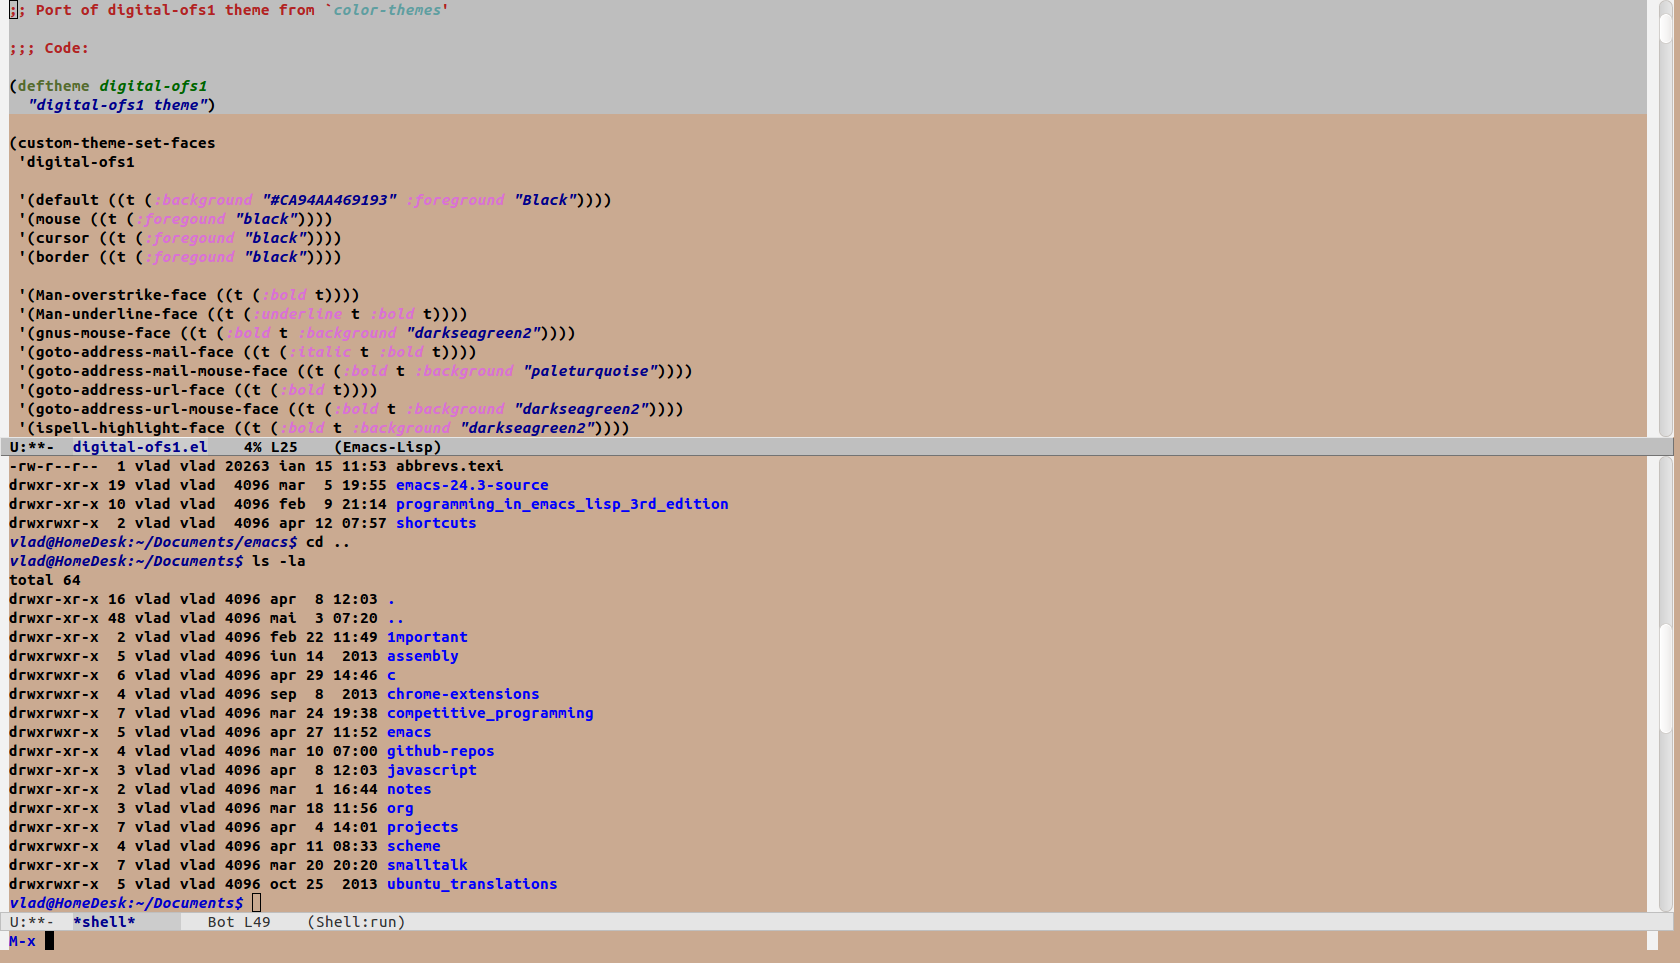 ;; Port of digital-ofs1 theme from `color-themes'
;;; Code:
(deftheme digital-ofs1
  "digital-ofs1 theme")
(custom-theme-set-faces
 'digital-ofs1
 '(default ((t (:background "#CA94AA469193" :foreground "Black"))))
 '(mouse ((t (:foregound "black"))))
 '(cursor ((t (:foregound "black"))))
 '(border ((t (:foregound "black"))))
 '(Man-overstrike-face ((t (:bold t))))
 '(Man-underline-face ((t (:underline t :bold t))))
 '(gnus-mouse-face ((t (:bold t :background "darkseagreen2"))))
 '(goto-address-mail-face ((t (:italic t :bold t))))
 '(goto-address-mail-mouse-face ((t (:bold t :background "paleturquoise"))))
 '(goto-address-url-face ((t (:bold t))))
 '(goto-address-url-mouse-face ((t (:bold t :background "darkseagreen2"))))
 '(ispell-highlight-face ((t (:bold t :background "darkseagreen2"))))
U:**-  digital-ofs1.el    4% L25    (Emacs-Lisp)
-rw-r--r--  1 vlad vlad 20263 ian 15 11:53 abbrevs.texi
drwxr-xr-x 19 vlad vlad  4096 mar  5 19:55 emacs-24.3-source
drwxr-xr-x 10 vlad vlad  4096 feb  9 21:14 programming_in_emacs_lisp_3rd_edition
drwxrwxr-x  2 vlad vlad  4096 apr 12 07:57 shortcuts
vlad@HomeDesk:~/Documents/emacs$ cd ..
vlad@HomeDesk:~/Documents$ ls -la
total 64
drwxr-xr-x 16 vlad vlad 4096 apr  8 12:03 .
drwxr-xr-x 48 vlad vlad 4096 mai  3 07:20 ..
drwxr-xr-x  2 vlad vlad 4096 feb 22 11:49 1mportant
drwxrwxr-x  5 vlad vlad 4096 iun 14  2013 assembly
drwxrwxr-x  6 vlad vlad 4096 apr 29 14:46 c
drwxrwxr-x  4 vlad vlad 4096 sep  8  2013 chrome-extensions
drwxrwxr-x  7 vlad vlad 4096 mar 24 19:38 competitive_programming
drwxrwxr-x  5 vlad vlad 4096 apr 27 11:52 emacs
drwxr-xr-x  4 vlad vlad 4096 mar 10 07:00 github-repos
drwxr-xr-x  3 vlad vlad 4096 apr  8 12:03 javascript
drwxr-xr-x  2 vlad vlad 4096 mar  1 16:44 notes
drwxr-xr-x  3 vlad vlad 4096 mar 18 11:56 org
drwxr-xr-x  7 vlad vlad 4096 apr  4 14:01 projects
drwxr-xr-x  4 vlad vlad 4096 apr 11 08:33 scheme
drwxr-xr-x  7 vlad vlad 4096 mar 20 20:20 smalltalk
drwxrwxr-x  5 vlad vlad 4096 oct 25  2013 ubuntu_translations
vlad@HomeDesk:~/Documents$
U:**-  *shell*        Bot L49    (Shell:run)
M-x